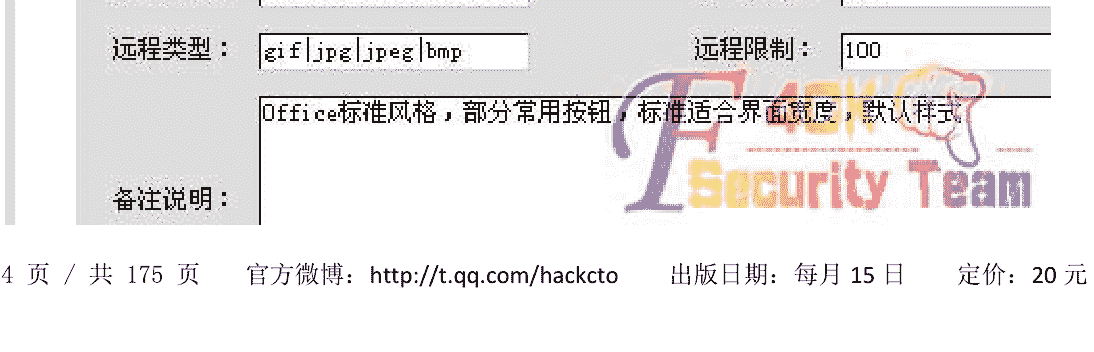 远程类型： gif|jpg|jpeg|bmp 远程限制： 100
Office标准风格，部分常用按钮，标准适合界面宽度，默认样式
F 4DK
Security Team
备注说明：
4 页 / 共 175 页 官方微博：http://t.qq.com/hackcto 出版日期：每月 15 日 定价：20 元